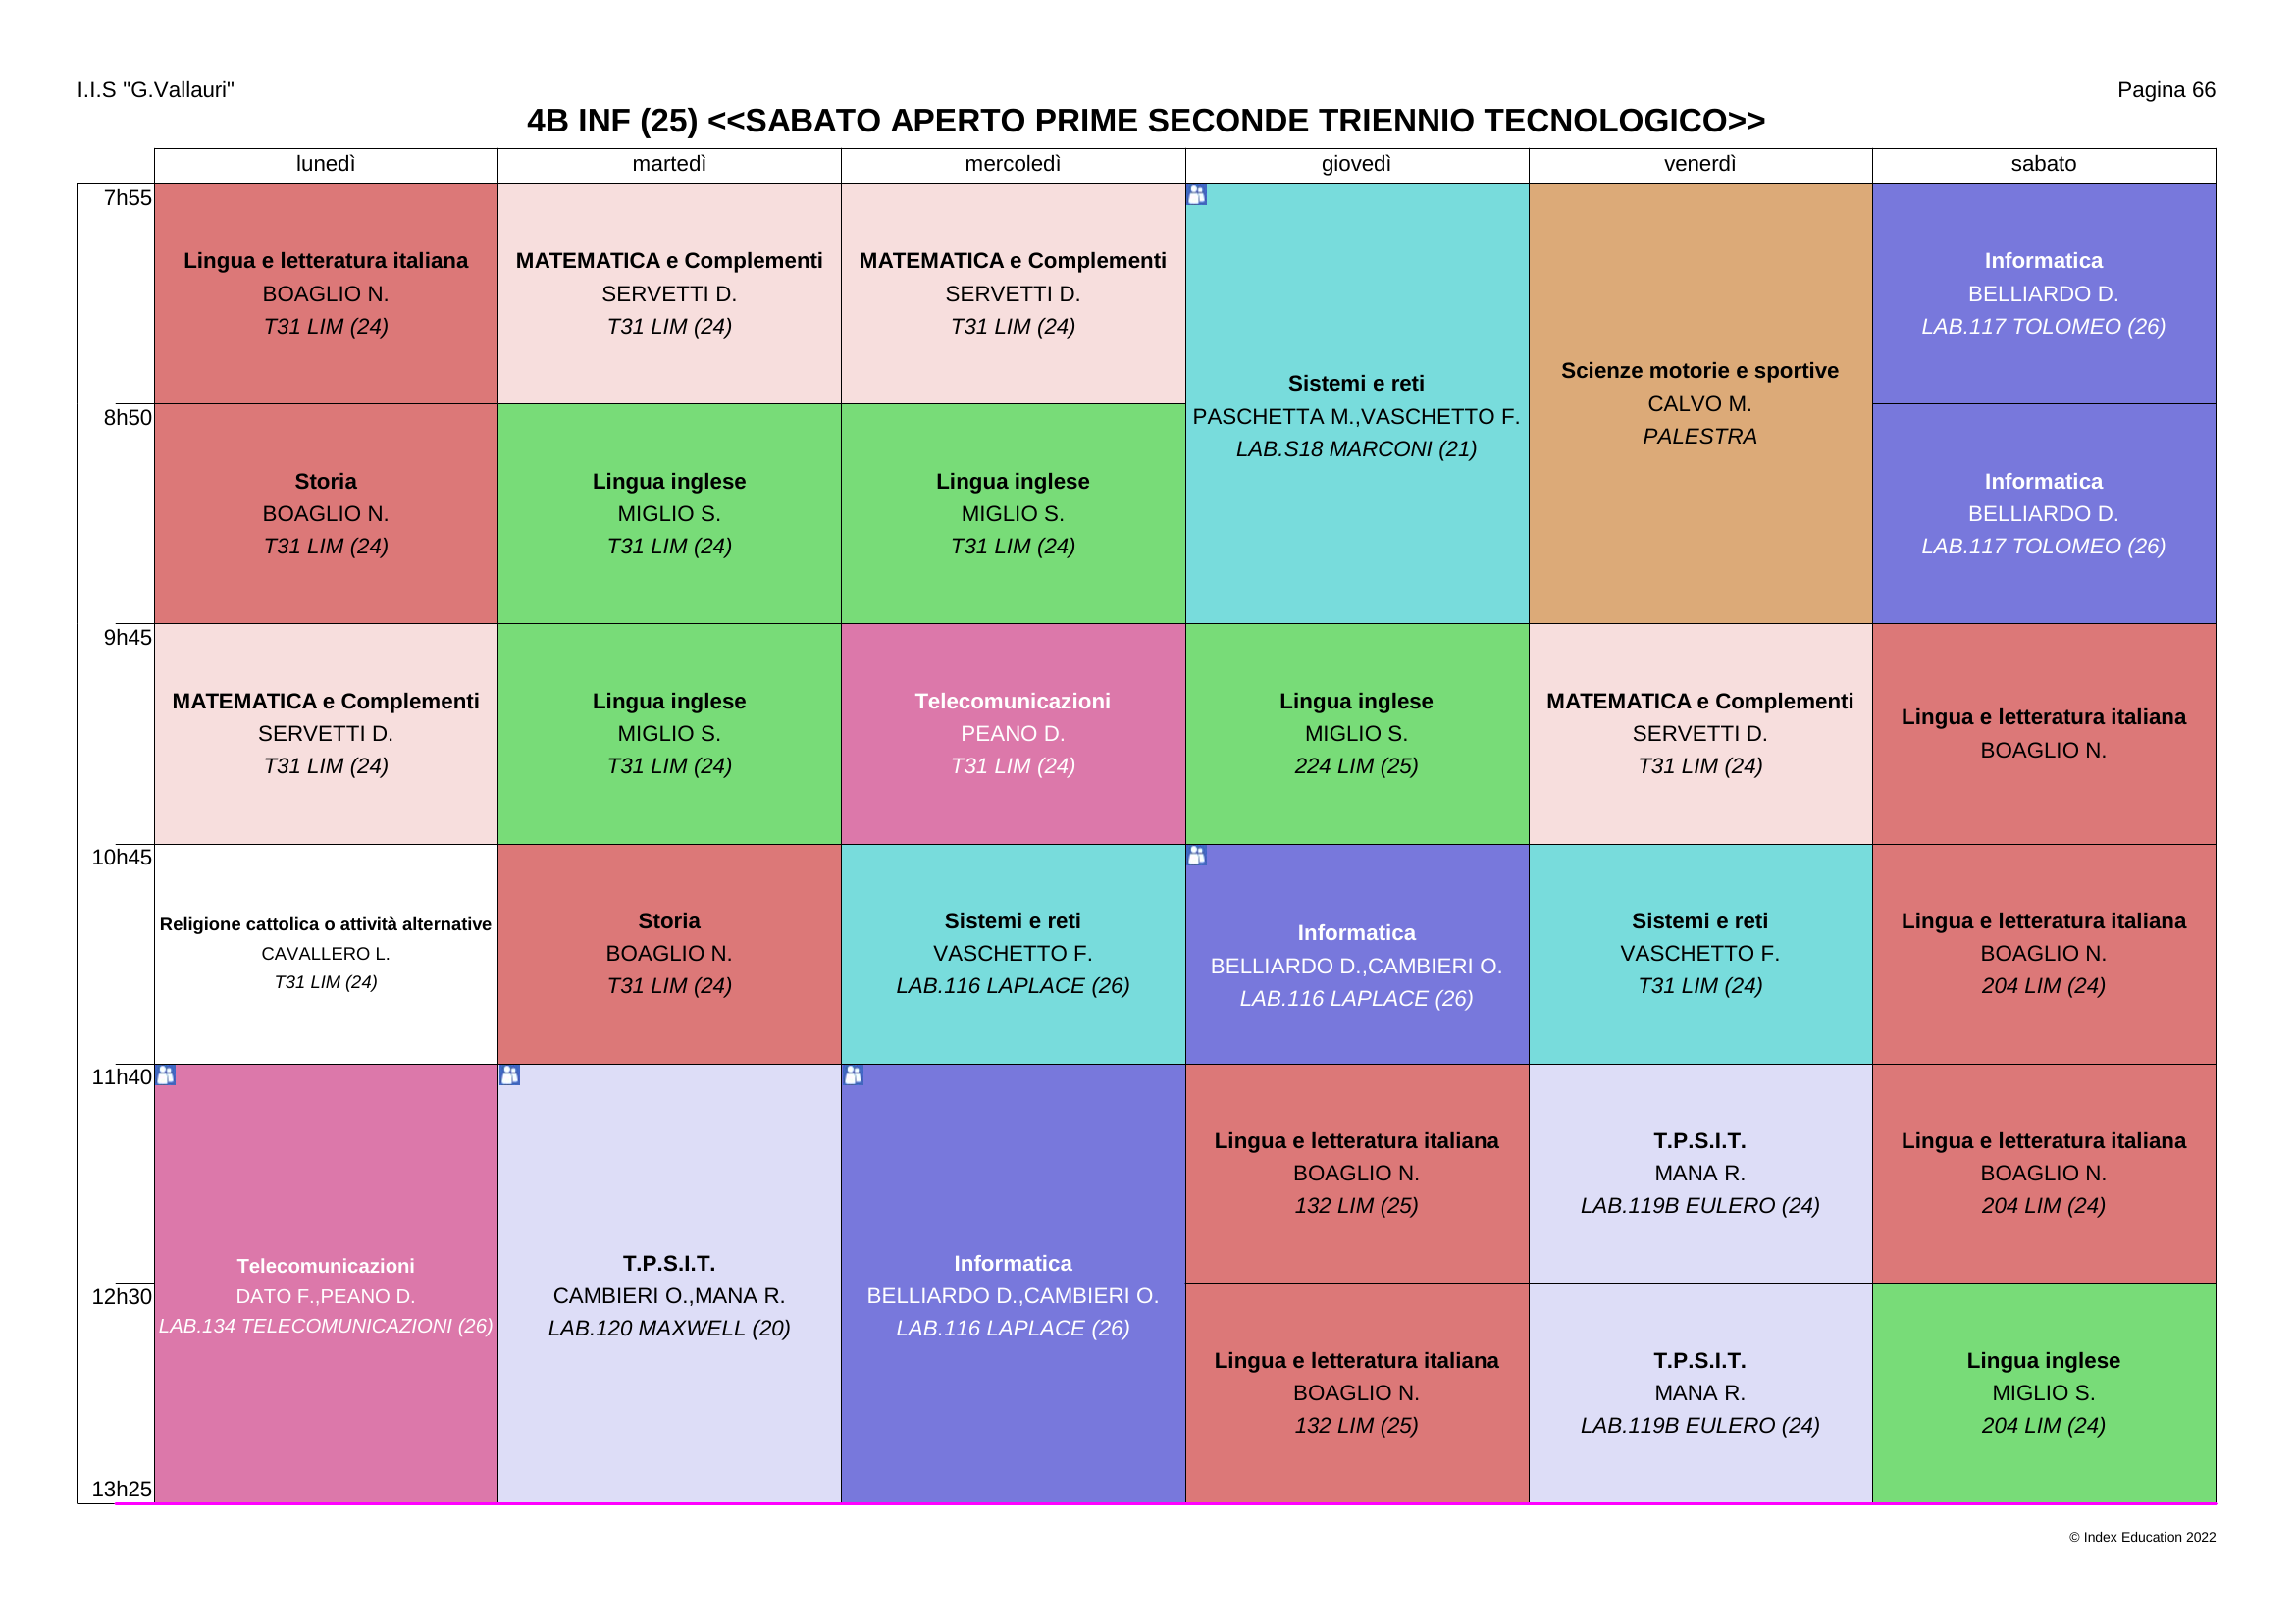 I.I.S "G.Vallauri"
Pagina 66
4B INF (25) <<SABATO APERTO PRIME SECONDE TRIENNIO TECNOLOGICO>>
lunedì martedì mercoledì giovedì venerdì sabato
7h55
Lingua e letteratura italiana
BOAGLIO N.
T31 LIM (24)
MATEMATICA e Complementi
SERVETTI D.
T31 LIM (24)
MATEMATICA e Complementi
SERVETTI D.
T31 LIM (24)
Sistemi e reti
PASCHETTA M.,VASCHETTO F.
LAB.S18 MARCONI (21)
Scienze motorie e sportive
CALVO M.
PALESTRA
Informatica
BELLIARDO D.
LAB.117 TOLOMEO (26)
8h50
Storia
BOAGLIO N.
T31 LIM (24)
Lingua inglese
MIGLIO S.
T31 LIM (24)
Lingua inglese
MIGLIO S.
T31 LIM (24)
Informatica
BELLIARDO D.
LAB.117 TOLOMEO (26)
9h45
MATEMATICA e Complementi
SERVETTI D.
T31 LIM (24)
Lingua inglese
MIGLIO S.
T31 LIM (24)
Telecomunicazioni
PEANO D.
T31 LIM (24)
Lingua inglese
MIGLIO S.
224 LIM (25)
MATEMATICA e Complementi
SERVETTI D.
T31 LIM (24)
Lingua e letteratura italiana
BOAGLIO N.
10h45
Religione cattolica o attività alternative
CAVALLERO L.
T31 LIM (24)
Storia
BOAGLIO N.
T31 LIM (24)
Sistemi e reti
VASCHETTO F.
LAB.116 LAPLACE (26)
Informatica
BELLIARDO D.,CAMBIERI O.
LAB.116 LAPLACE (26)
Sistemi e reti
VASCHETTO F.
T31 LIM (24)
Lingua e letteratura italiana
BOAGLIO N.
204 LIM (24)
11h40
Telecomunicazioni
DATO F.,PEANO D.
LAB.134 TELECOMUNICAZIONI (26)
T.P.S.I.T.
CAMBIERI O.,MANA R.
LAB.120 MAXWELL (20)
Informatica
BELLIARDO D.,CAMBIERI O.
LAB.116 LAPLACE (26)
Lingua e letteratura italiana
BOAGLIO N.
132 LIM (25)
T.P.S.I.T.
MANA R.
LAB.119B EULERO (24)
Lingua e letteratura italiana
BOAGLIO N.
204 LIM (24)
12h30
Lingua e letteratura italiana
BOAGLIO N.
132 LIM (25)
T.P.S.I.T.
MANA R.
LAB.119B EULERO (24)
Lingua inglese
MIGLIO S.
204 LIM (24)
13h25
© Index Education 2022